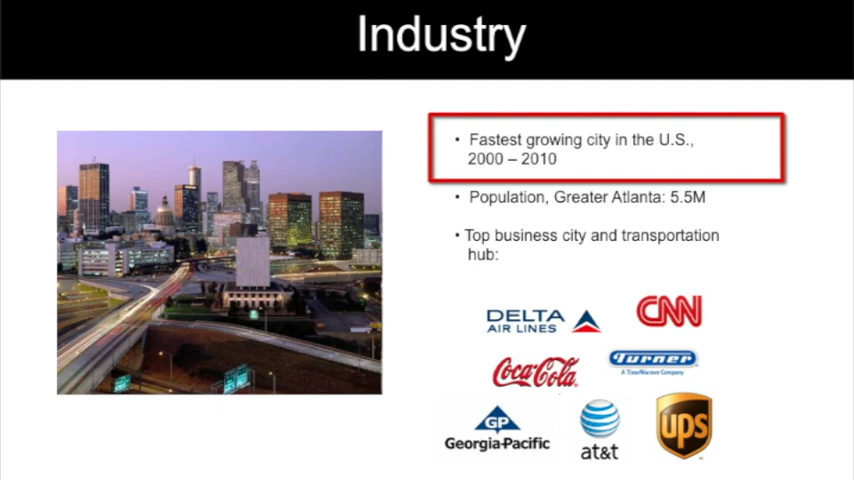 Industry
• Fastest growing city in the U.S.,
2000 – 2010
• Population, Greater Atlanta: 5.5M
• Top business city and transportation
hub:
DELTA
AIR LINES
CNN
Coca-Cola
Turner
A TimeWarner Company
GP
Georgia-Pacific
at&t
ups